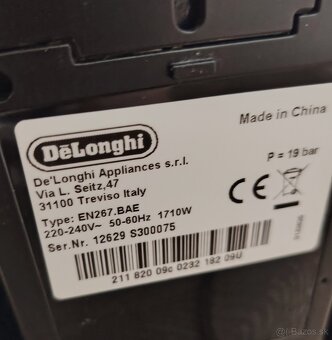 DeLonghi
Made in China
De'Longhi Appliances s.r.l.
Via L. Seitz,47
31100 Treviso Italy
P = 19 bar
Type: EN267.BAE
220-240V~ 50-60Hz 1710W
Ser.Nr. 12629 S300075
CE
211 820 09c 0232 182 09U